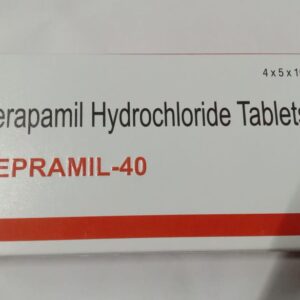 4 x 5 x 1
erapamil Hydrochloride Tablets
EPRAMIL-40